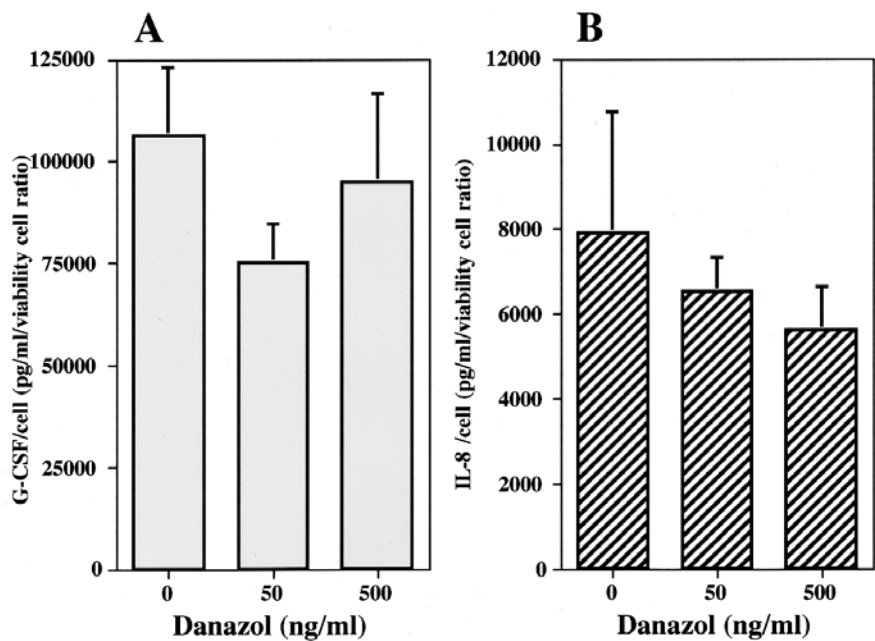 A
G-CSF/cell (pg/ml/viability cell ratio)
125000
100000
75000
50000
25000
0
0 50 500
Danazol (ng/ml)
B
IL-8 /cell (pg/ml/viability cell ratio)
12000
10000
8000
6000
4000
2000
0
0 50 500
Danazol (ng/ml)